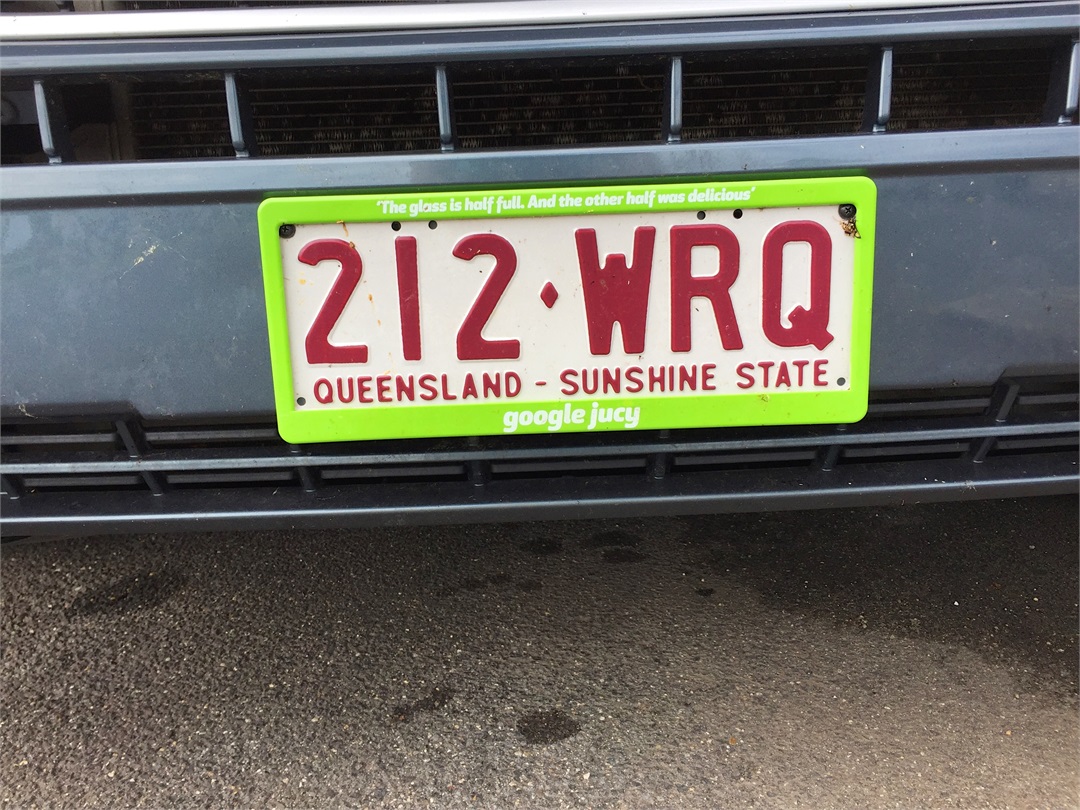 'The glass is half full. And the other half was delicious'
212·WRQ
QUEENSLAND - SUNSHINE STATE
google jucy